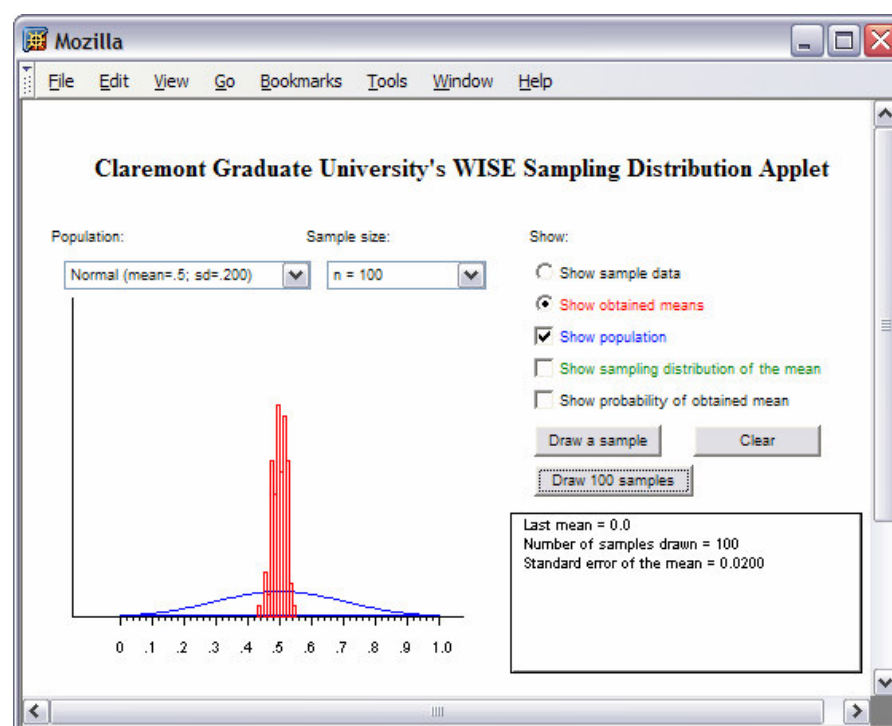 Mozilla
File Edit View Go Bookmarks Tools Window Help
Claremont Graduate University's WISE Sampling Distribution Applet
Population: Sample size: Show:
Normal (mean=.5; sd=.200) n = 100
Show sample data
Show obtained means
Show population
Show sampling distribution of the mean
Show probability of obtained mean
Draw a sample Clear
Draw 100 samples
Last mean = 0.0
Number of samples drawn = 100
Standard error of the mean = 0.0200
0 .1 .2 .3 .4 .5 .6 .7 .8 .9 1.0